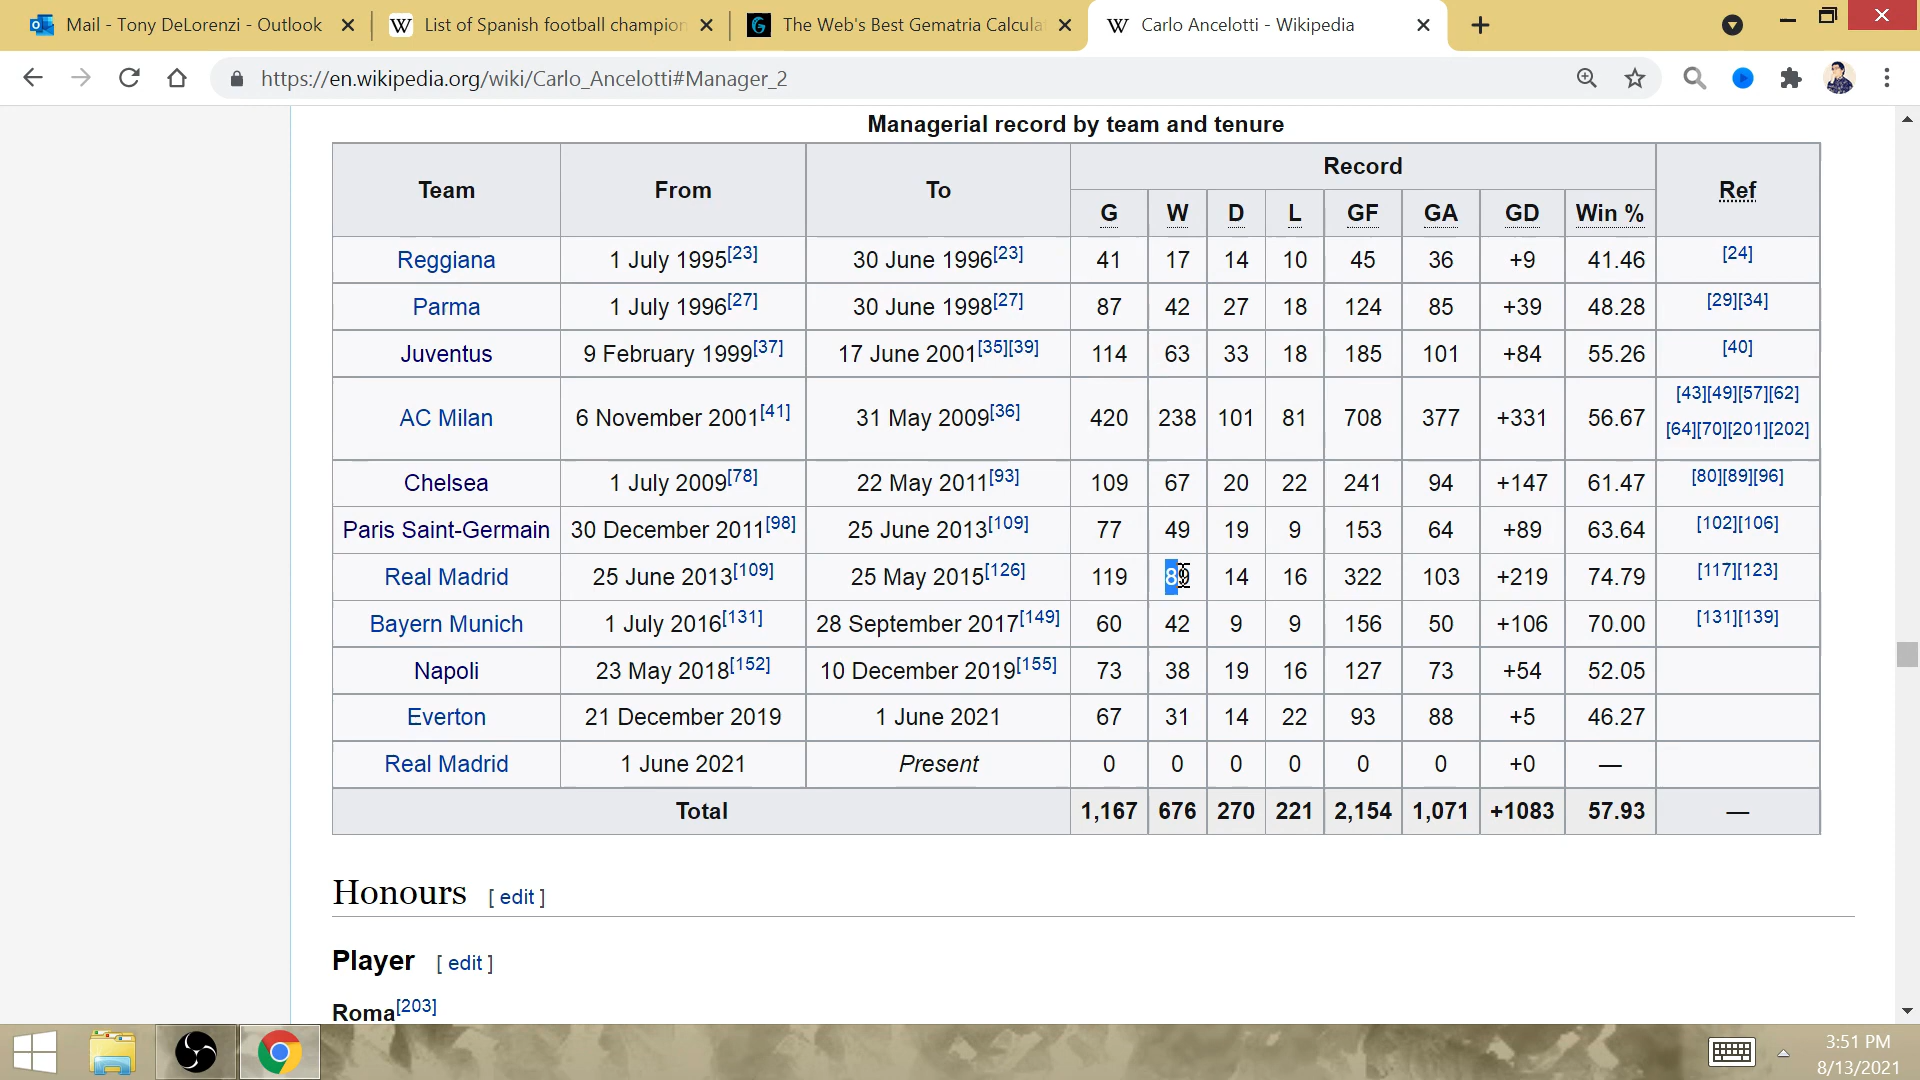 Mail - Tony DeLorenzi - Outlook
List of Spanish football champion
The Web's Best Gematria Calcula
Carlo Ancelotti - Wikipedia
https://en.wikipedia.org/wiki/Carlo_Ancelotti#Manager_2
Managerial record by team and tenure
Team From To Record Ref
G W D L GF GA GD Win %
Reggiana 1 July 1995[23] 30 June 1996[23] 41 17 14 10 45 36 +9 41.46 [24]
Parma 1 July 1996[27] 30 June 1998[27] 87 42 27 18 124 85 +39 48.28 [29][34]
Juventus 9 February 1999[37] 17 June 2001[35][39] 114 63 33 18 185 101 +84 55.26 [40]
AC Milan 6 November 2001[41] 31 May 2009[36] 420 238 101 81 708 377 +331 56.67 [43][49][57][62]
[64][70][201][202]
Chelsea 1 July 2009[78] 22 May 2011[93] 109 67 20 22 241 94 +147 61.47 [80][89][96]
Paris Saint-Germain 30 December 2011[98] 25 June 2013[109] 77 49 19 9 153 64 +89 63.64 [102][106]
Real Madrid 25 June 2013[109] 25 May 2015[126] 119 89 14 16 322 103 +219 74.79 [117][123]
Bayern Munich 1 July 2016[131] 28 September 2017[149] 60 42 9 9 156 50 +106 70.00 [131][139]
Napoli 23 May 2018[152] 10 December 2019[155] 73 38 19 16 127 73 +54 52.05
Everton 21 December 2019 1 June 2021 67 31 14 22 93 88 +5 46.27
Real Madrid 1 June 2021 Present 0 0 0 0 0 0 +0 —
Total 1,167 676 270 221 2,154 1,071 +1083 57.93 —
Honours [ edit ]
Player [ edit ]
Roma[203]
3:51 PM
8/13/2021